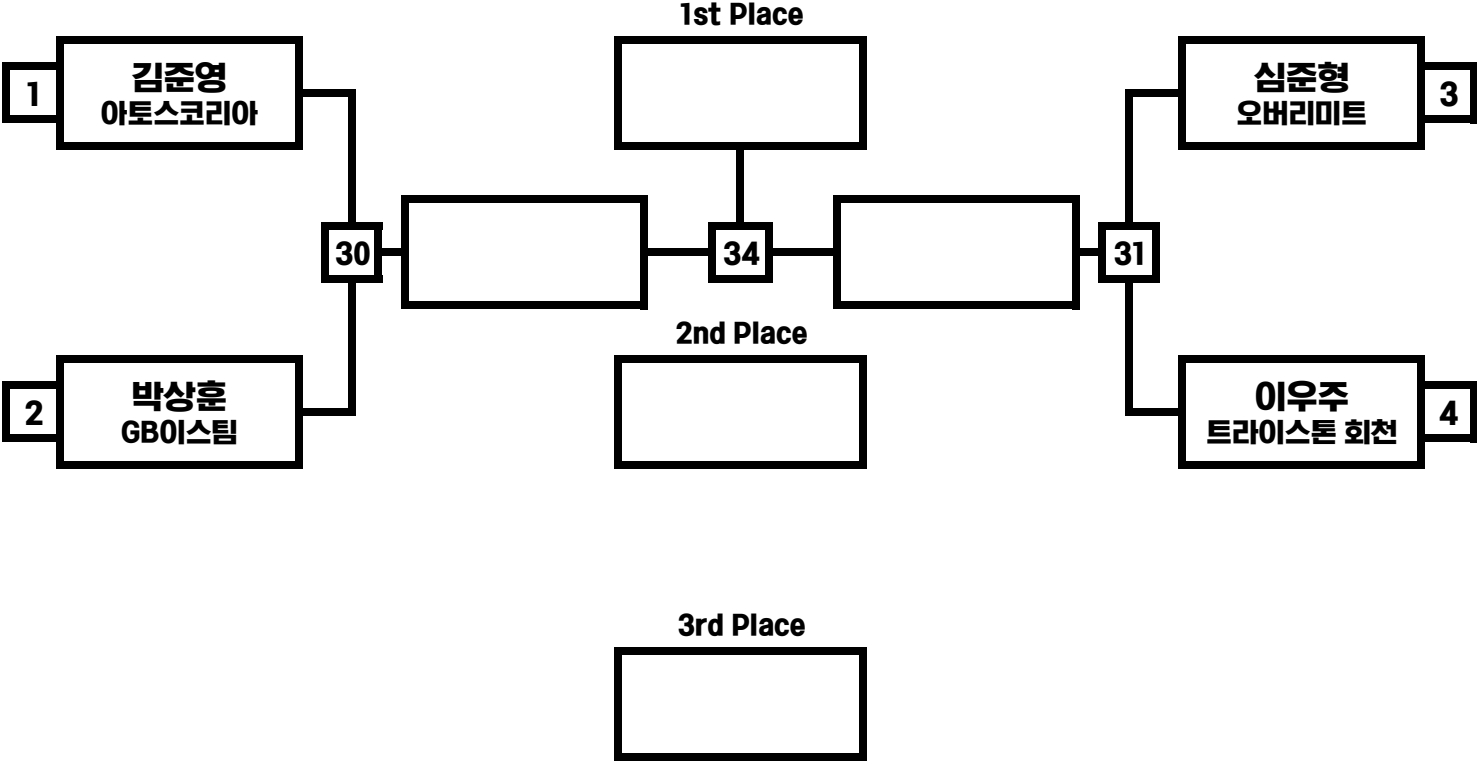 1st Place
1
김준영
아토스코리아
심준형
오버리미트
3
30
34
31
2nd Place
2
박상훈
GB이스팀
이우주
트라이스톤 회천
4
3rd Place